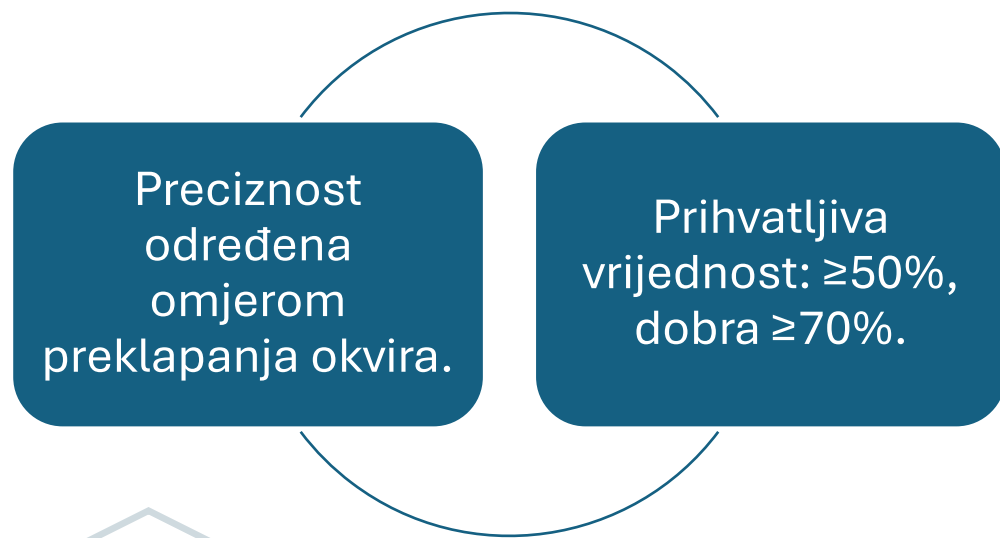 Preciznost
određena
omjerom
preklapanja okvira.
Prihvatljiva
vrijednost: ≥50%,
dobra ≥70%.